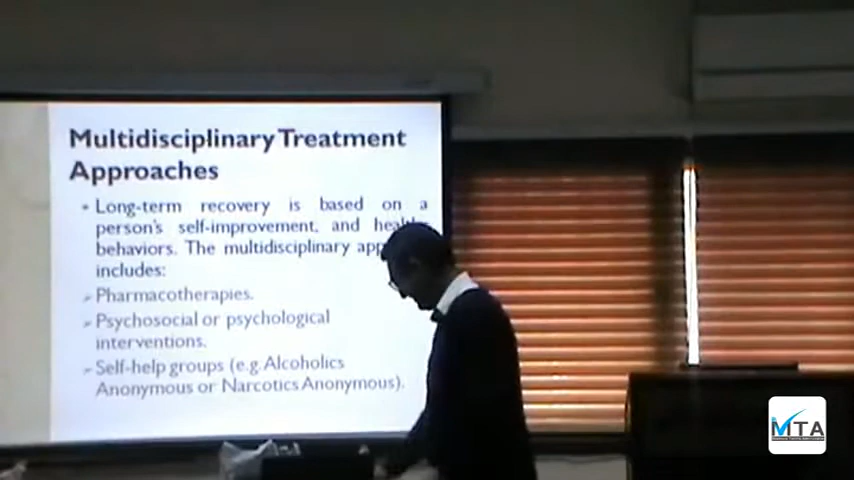 Multidisciplinary Treatment
Approaches
Long-term recovery is based on a
person's self-improvement, and
behaviors. The multidisciplinary
includes:
Pharmacotherapies.
Psychosocial or psychological
interventions.
Self-help groups (e.g. Alcoholics
Anonymous or Narcotics Anonymous).
MTA